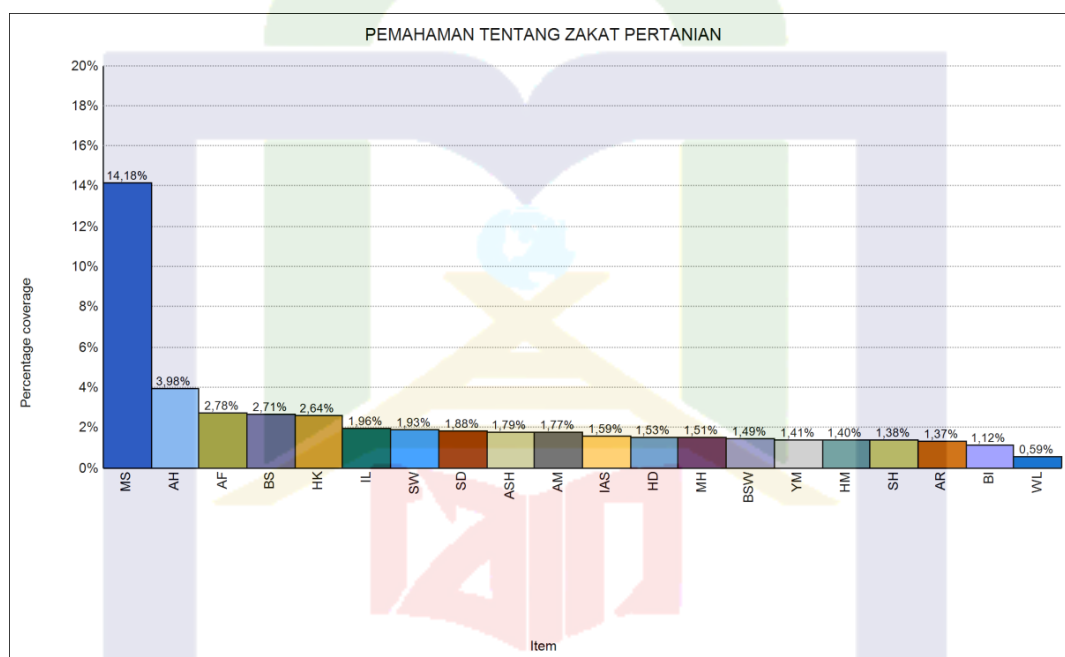 PEMAHAMAN TENTANG ZAKAT PERTANIAN
Percentage coverage
20%
18%
16%
14%
12%
10%
8%
6%
4%
2%
0%
14,18%
3,98%
2,78%
2,71%
2,64%
1,96%
1,93%
1,88%
1,79%
1,77%
1,59%
1,53%
1,51%
1,49%
1,41%
1,40%
1,38%
1,37%
1,12%
0,59%
MS
AH
AF
BS
HK
IL
SW
SD
ASH
AM
IAS
HD
MH
BSW
YM
HM
SH
AR
BI
WL
Item